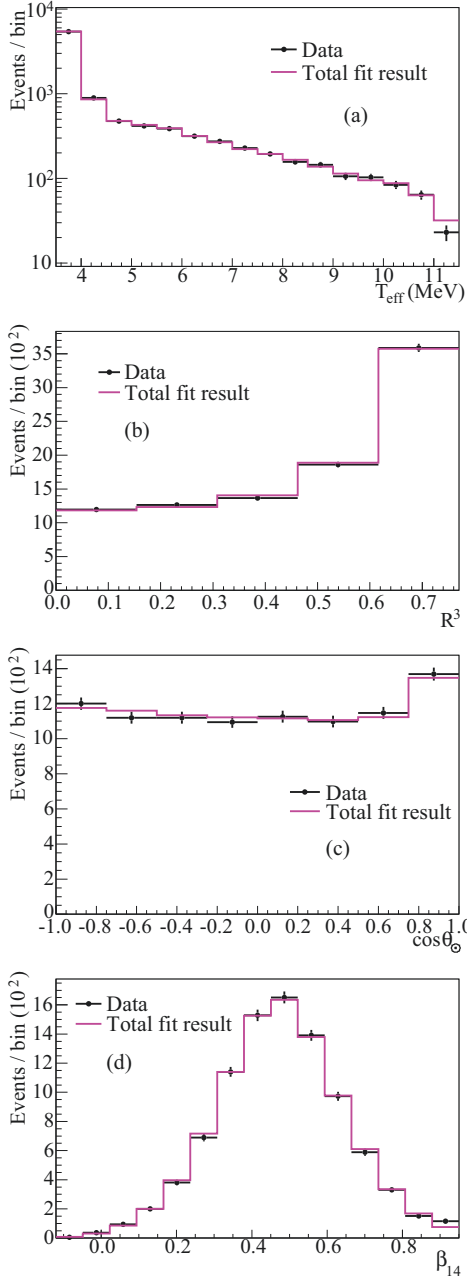 Events / bin
10⁴
10³
10²
10
Data
Total fit result
(a)
4 5 6 7 8 9 10 11
T_eff (MeV)
Events / bin (10²)
35
30
25
20
15
10
5
0
Data
Total fit result
(b)
0.0 0.1 0.2 0.3 0.4 0.5 0.6 0.7
R³
Events / bin (10²)
14
12
10
8
6
4
2
0
Data
Total fit result
(c)
-1.0 -0.8 -0.6 -0.4 -0.2 0.0 0.2 0.4 0.6 0.8 1.0
cosθ☉
Events / bin (10²)
16
14
12
10
8
6
4
2
0
Data
Total fit result
(d)
0.0 0.2 0.4 0.6 0.8
β₁₄